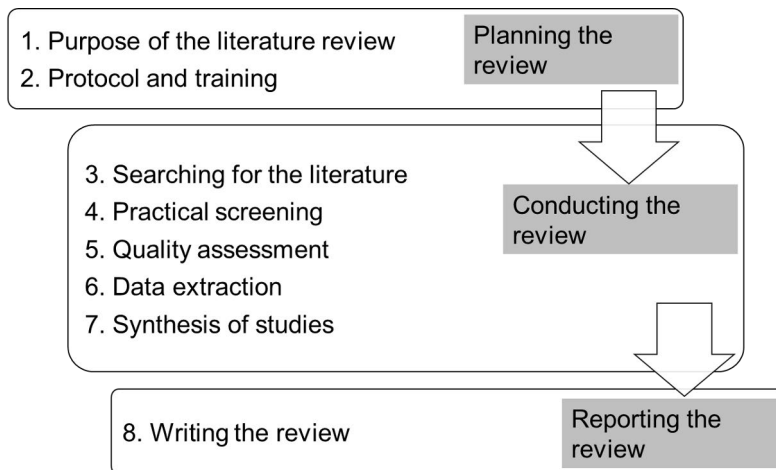 1. Purpose of the literature review
2. Protocol and training
Planning the
review
3. Searching for the literature
4. Practical screening
5. Quality assessment
6. Data extraction
7. Synthesis of studies
Conducting the
review
8. Writing the review
Reporting the
review